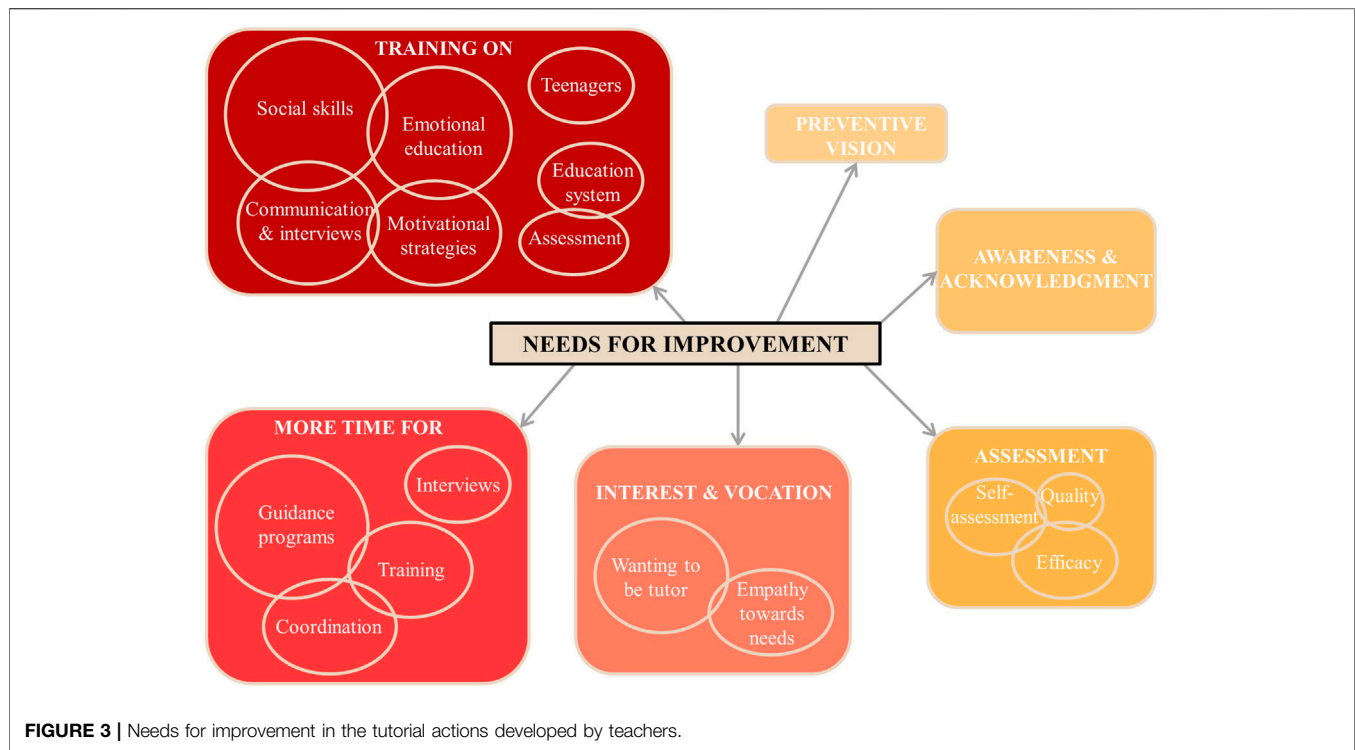 TRAINING ON
Social skills
Emotional
education
Teenagers
Education
system
Communication
& interviews
Motivational
strategies
Assessment
PREVENTIVE
VISION
AWARENESS &
ACKNOWLEDGMENT
NEEDS FOR IMPROVEMENT
MORE TIME FOR
Interviews
Guidance
programs
Training
Coordination
INTEREST & VOCATION
Wanting to
be tutor
Empathy
towards
needs
ASSESSMENT
Self-
assessment
Quality
Efficacy
FIGURE 3 | Needs for improvement in the tutorial actions developed by teachers.